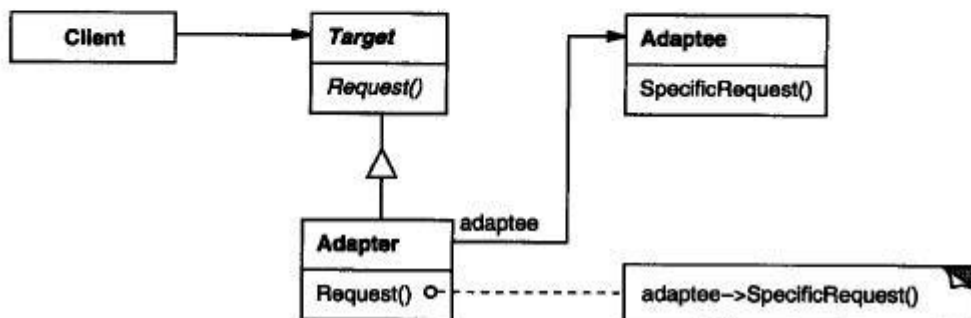 Client
Target
Request()
Adaptee
SpecificRequest()
adaptee
Adapter
Request()
adaptee->SpecificRequest()